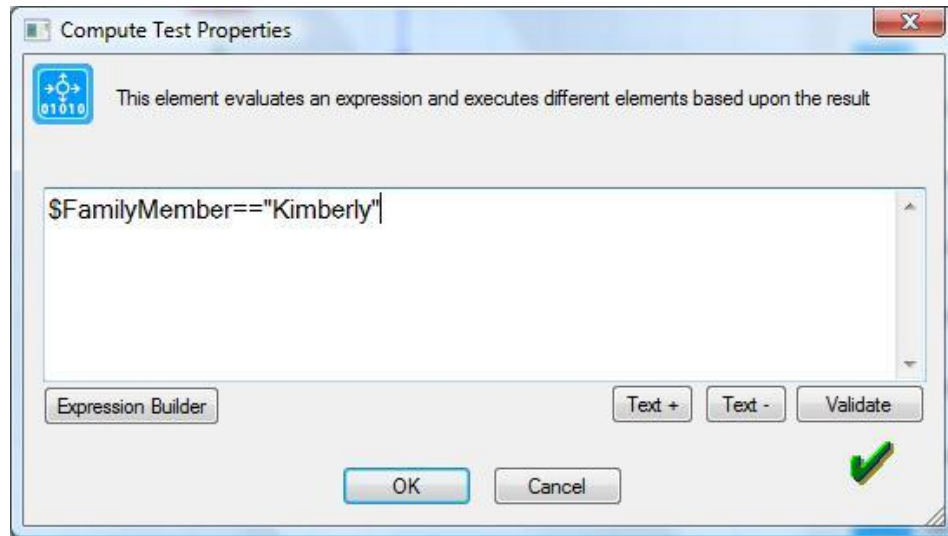 Compute Test Properties
This element evaluates an expression and executes different elements based upon the result
01010
$FamilyMember=="Kimberly"
Expression Builder
Text +
Text -
Validate
OK
Cancel